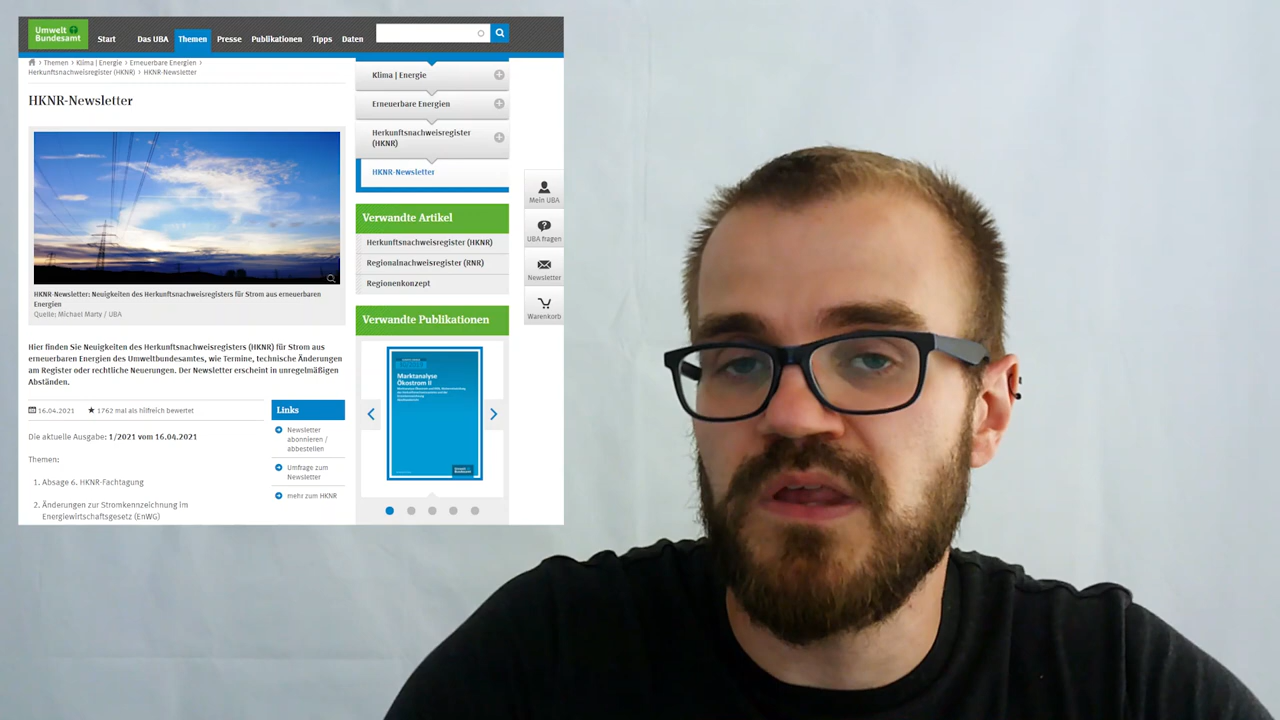 Umwelt
Bundesamt
Start
Das UBA
Themen
Presse
Publikationen
Tipps
Daten
› Themen › Klima | Energie › Erneuerbare Energien ›
Herkunftsnachweisregister (HKNR) › HKNR-Newsletter
HKNR-Newsletter
HKNR-Newsletter: Neuigkeiten des Herkunftsnachweisregisters für Strom aus erneuerbaren
Energien
Quelle: Michael Marty / UBA
Hier finden Sie Neuigkeiten des Herkunftsnachweisregisters (HKNR) für Strom aus
erneuerbaren Energien des Umweltbundesamtes, wie Termine, technische Änderungen
am Register oder rechtliche Neuerungen. Der Newsletter erscheint in unregelmäßigen
Abständen.
16.04.2021
1762 mal als hilfreich bewertet
Die aktuelle Ausgabe: 1/2021 vom 16.04.2021
Themen:
1. Absage 6. HKNR-Fachtagung
2. Änderungen zur Stromkennzeichnung im
Energiewirtschaftsgesetz (EnWG)
Links
Newsletter
abonnieren /
abbestellen
Umfrage zum
Newsletter
mehr zum HKNR
Klima | Energie
Erneuerbare Energien
Herkunftsnachweisregister
(HKNR)
HKNR-Newsletter
Verwandte Artikel
Herkunftsnachweisregister (HKNR)
Regionalnachweisregister (RNR)
Regionenkonzept
Verwandte Publikationen
Marktanalyse
Ökostrom II
Mein UBA
UBA fragen
Newsletter
Warenkorb